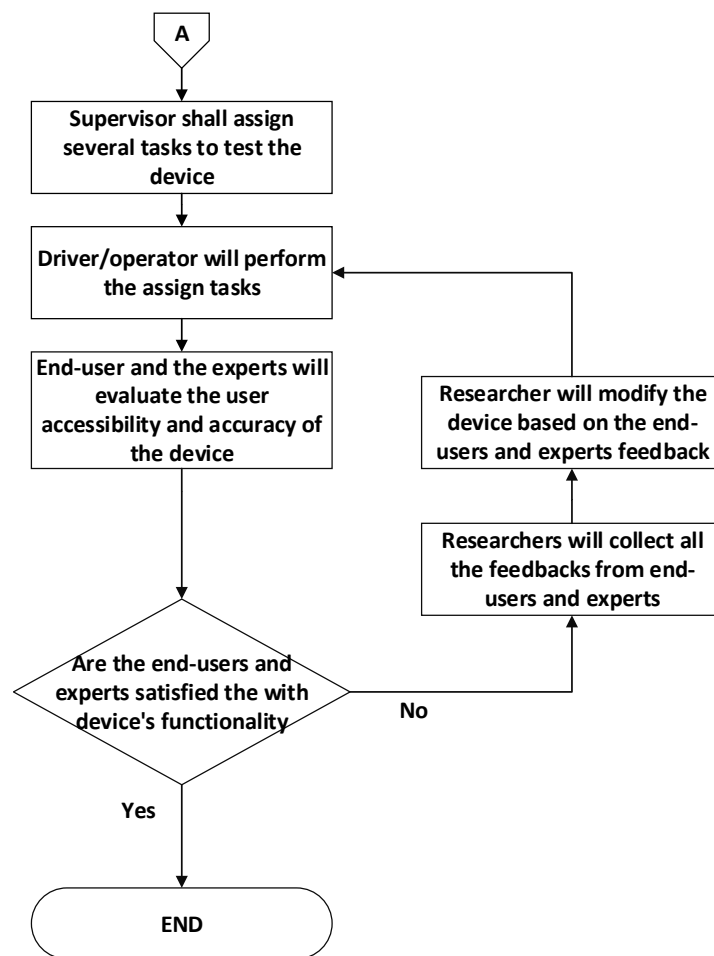 A
Supervisor shall assign
several tasks to test the
device
Driver/operator will perform
the assign tasks
End-user and the experts will
evaluate the user
accessibility and accuracy of
the device
Researcher will modify the
device based on the end-
users and experts feedback
Researchers will collect all
the feedbacks from end-
users and experts
Are the end-users and
experts satisfied the with
device's functionality
No
Yes
END